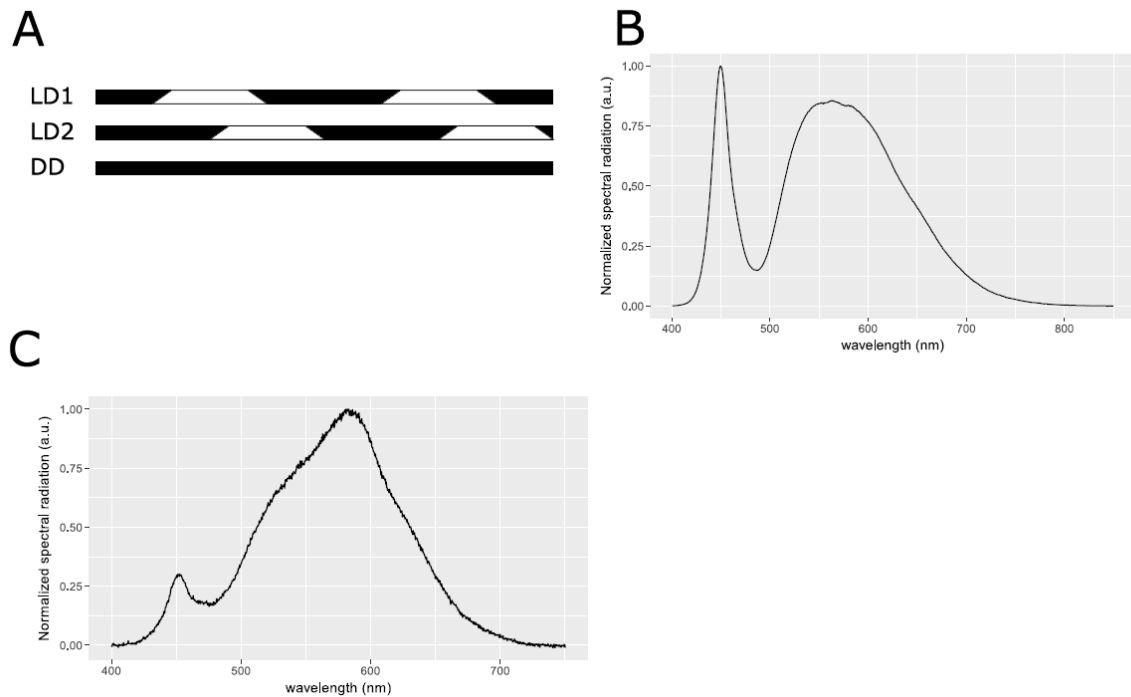 A
LD1
LD2
DD
B
Normalized spectral radiation (a.u.)
1.00
0.75
0.50
0.25
0.00
400 500 600 700 800
wavelength (nm)
C
Normalized spectral radiation (a.u.)
1.00
0.75
0.50
0.25
0.00
400 500 600 700
wavelength (nm)